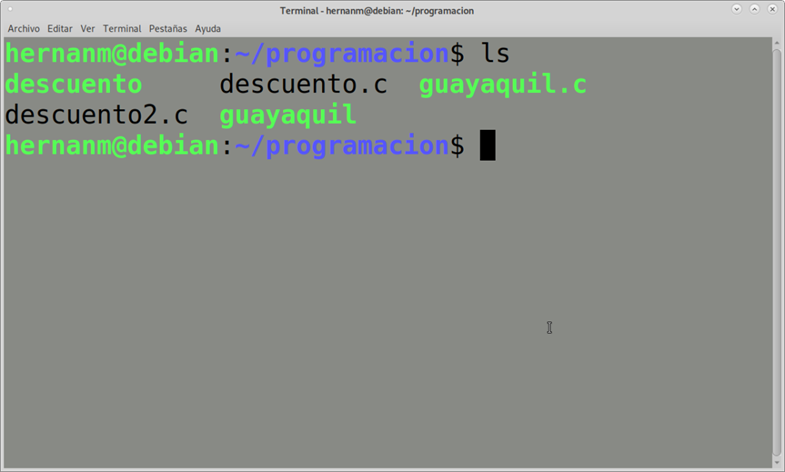 Terminal - hernanm@debian: ~/programacion
Archivo Editar Ver Terminal Pestañas Ayuda
hernanm@debian:~/programacion$ ls
descuento descuento.c guayaquil.c
descuento2.c guayaquil
hernanm@debian:~/programacion$